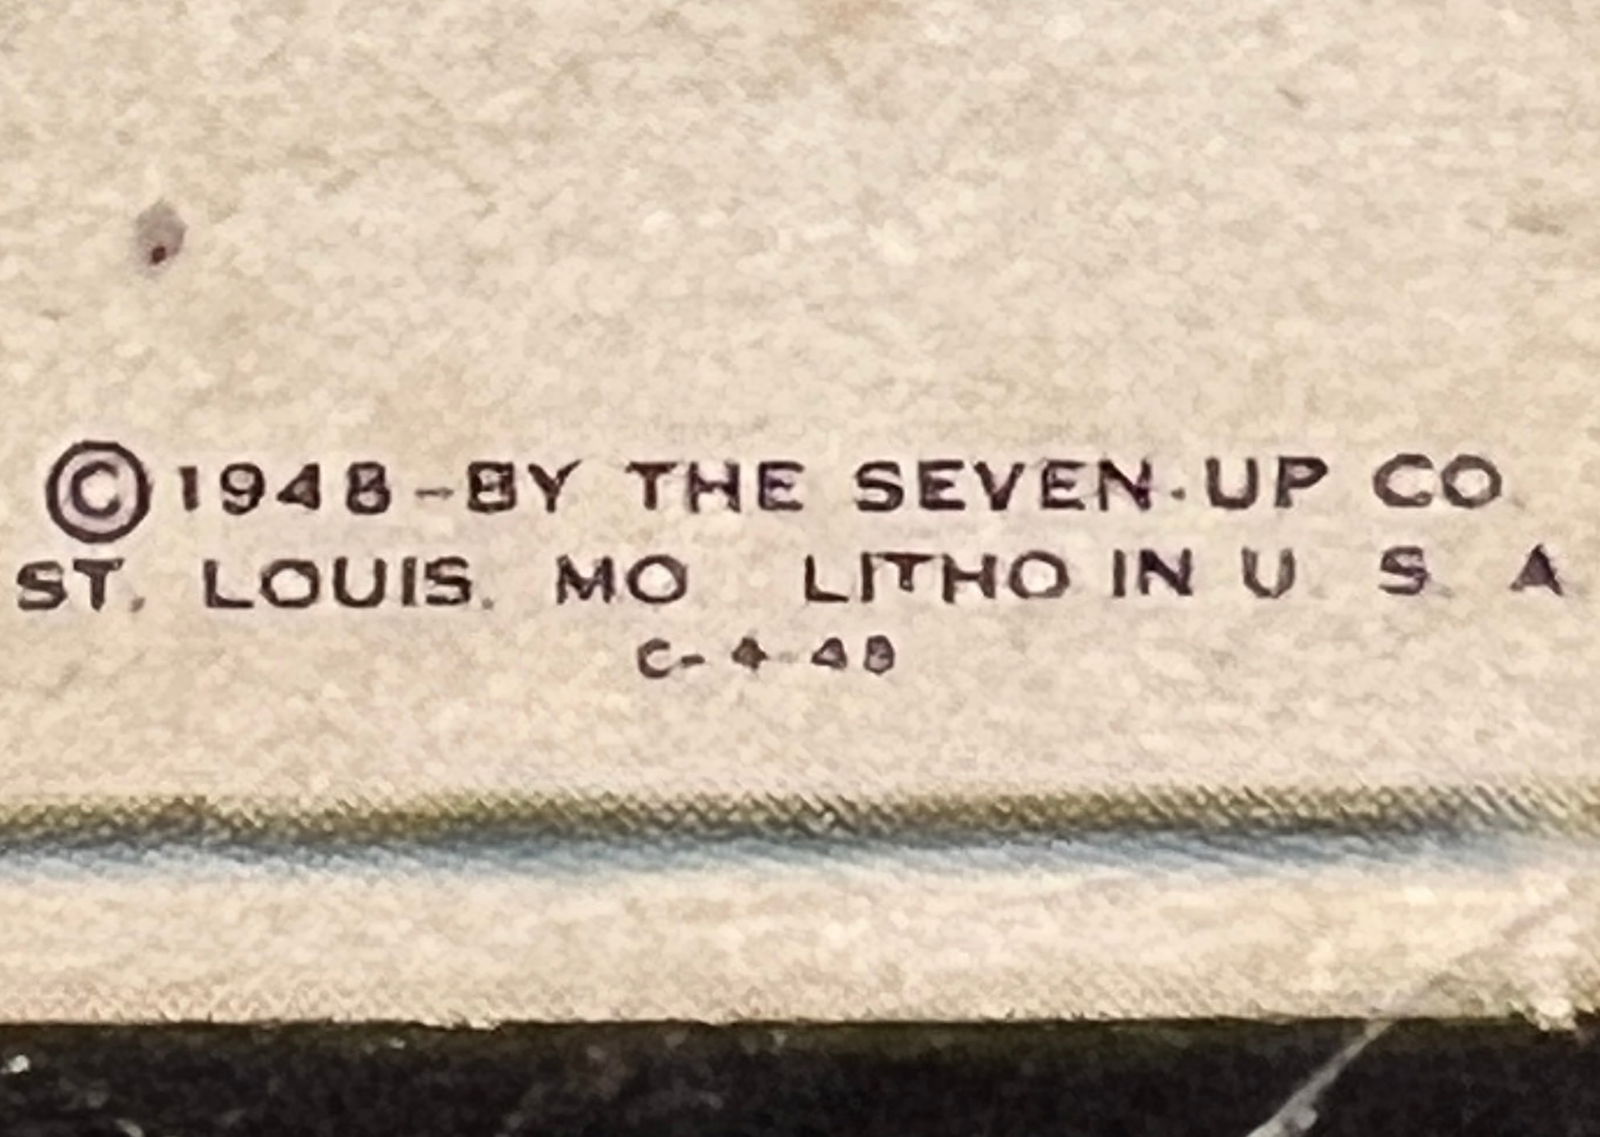 © 1948-BY THE SEVEN-UP CO
ST. LOUIS. MO LITHO IN U. S. A
C-4-48